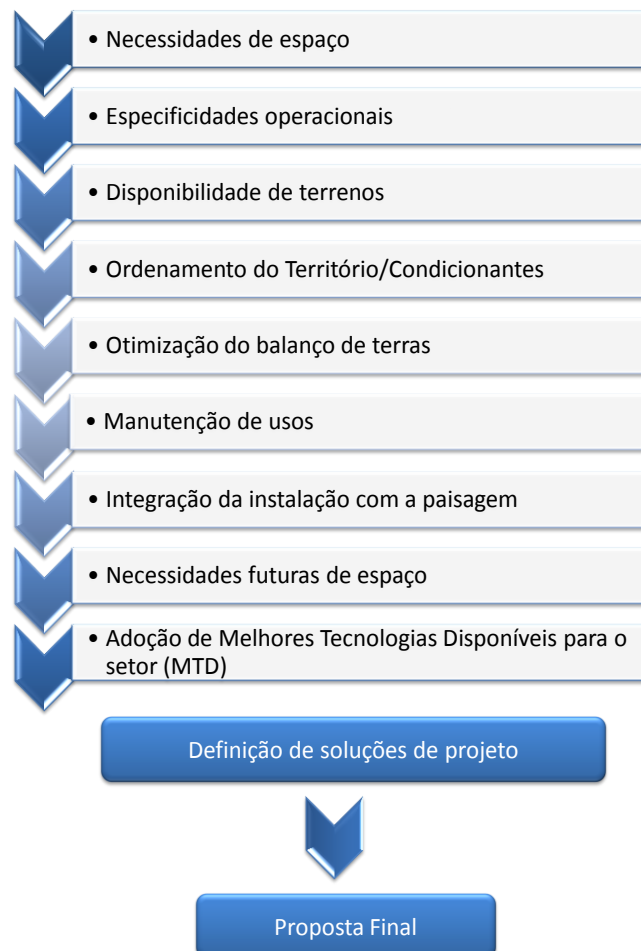 • Necessidades de espaço
• Especificidades operacionais
• Disponibilidade de terrenos
• Ordenamento do Território/Condicionantes
• Otimização do balanço de terras
• Manutenção de usos
• Integração da instalação com a paisagem
• Necessidades futuras de espaço
• Adoção de Melhores Tecnologias Disponíveis para o
setor (MTD)
Definição de soluções de projeto
Proposta Final